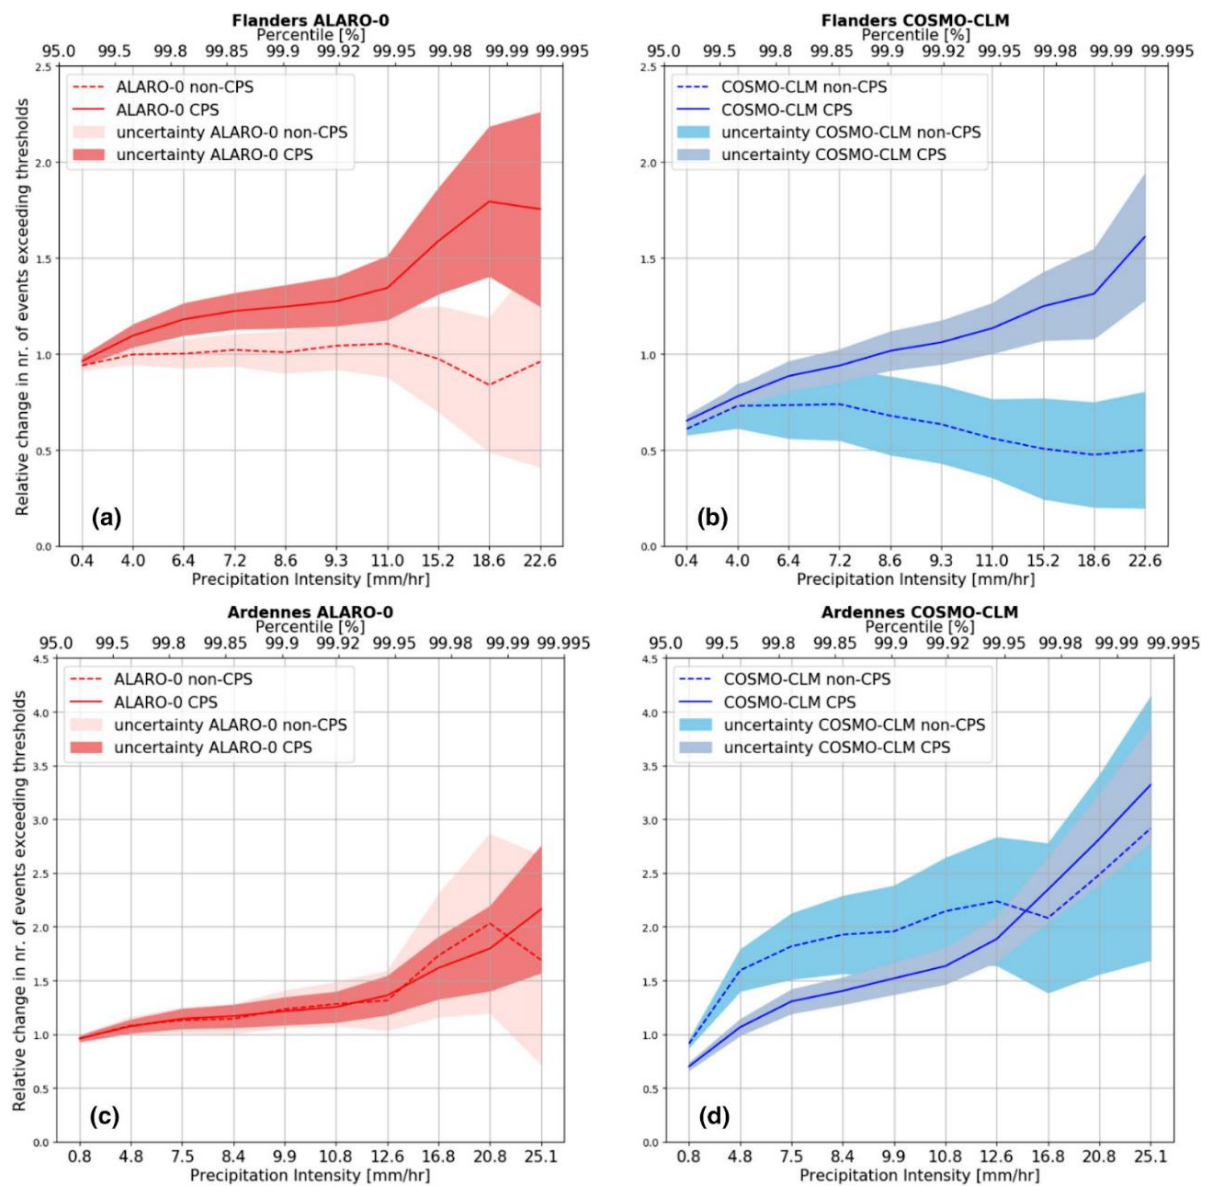 Flanders ALARO-0
Percentile [%]
95.0 99.5 99.8 99.85 99.9 99.92 99.95 99.98 99.99 99.995
2.5
2.0
1.5
1.0
0.5
0.0
Relative change in nr. of events exceeding thresholds
ALARO-0 non-CPS
ALARO-0 CPS
uncertainty ALARO-0 non-CPS
uncertainty ALARO-0 CPS
(a)
0.4 4.0 6.4 7.2 8.6 9.3 11.0 15.2 18.6 22.6
Precipitation Intensity [mm/hr]
Flanders COSMO-CLM
Percentile [%]
95.0 99.5 99.8 99.85 99.9 99.92 99.95 99.98 99.99 99.995
2.5
2.0
1.5
1.0
0.5
0.0
COSMO-CLM non-CPS
COSMO-CLM CPS
uncertainty COSMO-CLM non-CPS
uncertainty COSMO-CLM CPS
(b)
0.4 4.0 6.4 7.2 8.6 9.3 11.0 15.2 18.6 22.6
Precipitation Intensity [mm/hr]
Ardennes ALARO-0
Percentile [%]
95.0 99.5 99.8 99.85 99.9 99.92 99.95 99.98 99.99 99.995
4.5
4.0
3.5
3.0
2.5
2.0
1.5
1.0
0.5
0.0
Relative change in nr. of events exceeding thresholds
ALARO-0 non-CPS
ALARO-0 CPS
uncertainty ALARO-0 non-CPS
uncertainty ALARO-0 CPS
(c)
0.8 4.8 7.5 8.4 9.9 10.8 12.6 16.8 20.8 25.1
Precipitation Intensity [mm/hr]
Ardennes COSMO-CLM
Percentile [%]
95.0 99.5 99.8 99.85 99.9 99.92 99.95 99.98 99.99 99.995
4.5
4.0
3.5
3.0
2.5
2.0
1.5
1.0
0.5
0.0
COSMO-CLM non-CPS
COSMO-CLM CPS
uncertainty COSMO-CLM non-CPS
uncertainty COSMO-CLM CPS
(d)
0.8 4.8 7.5 8.4 9.9 10.8 12.6 16.8 20.8 25.1
Precipitation Intensity [mm/hr]